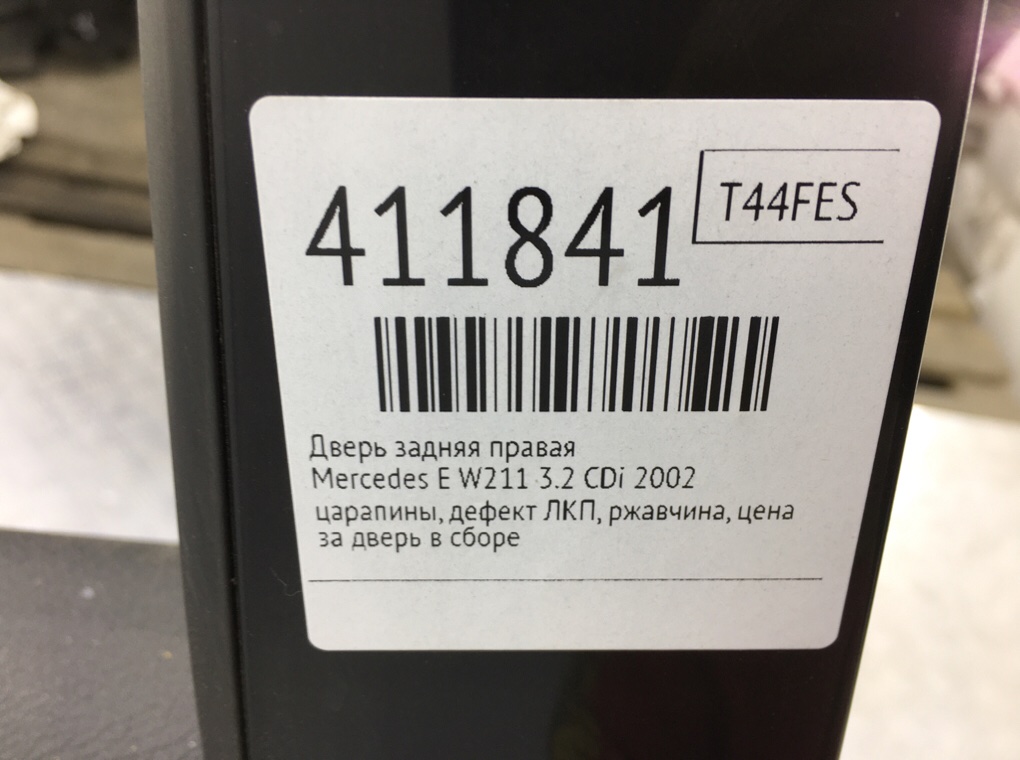 411841
T44FES
Дверь задняя правая
Mercedes E W211 3.2 CDi 2002
царапины, дефект ЛКП, ржавчина, цена
за дверь в сборе